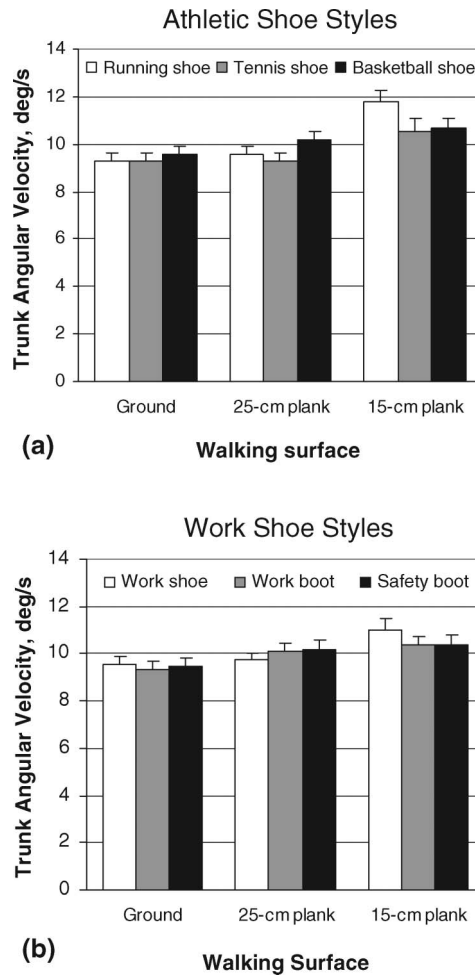 Athletic Shoe Styles
Trunk Angular Velocity, deg/s
14
12
10
8
6
4
2
0
Running shoe Tennis shoe Basketball shoe
Ground 25-cm plank 15-cm plank
(a) Walking surface
Work Shoe Styles
Trunk Angular Velocity, deg/s
14
12
10
8
6
4
2
0
Work shoe Work boot Safety boot
Ground 25-cm plank 15-cm plank
(b) Walking Surface